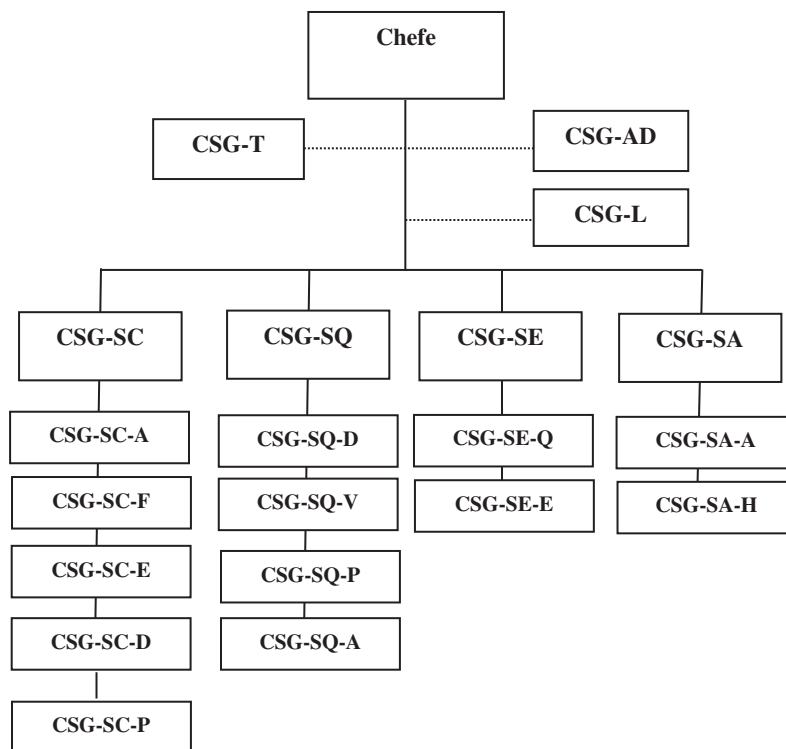 Chefe
CSG-T
CSG-AD
CSG-L
CSG-SC
CSG-SQ
CSG-SE
CSG-SA
CSG-SC-A
CSG-SQ-D
CSG-SE-Q
CSG-SA-A
CSG-SC-F
CSG-SQ-V
CSG-SE-E
CSG-SA-H
CSG-SC-E
CSG-SQ-P
CSG-SC-D
CSG-SQ-A
CSG-SC-P